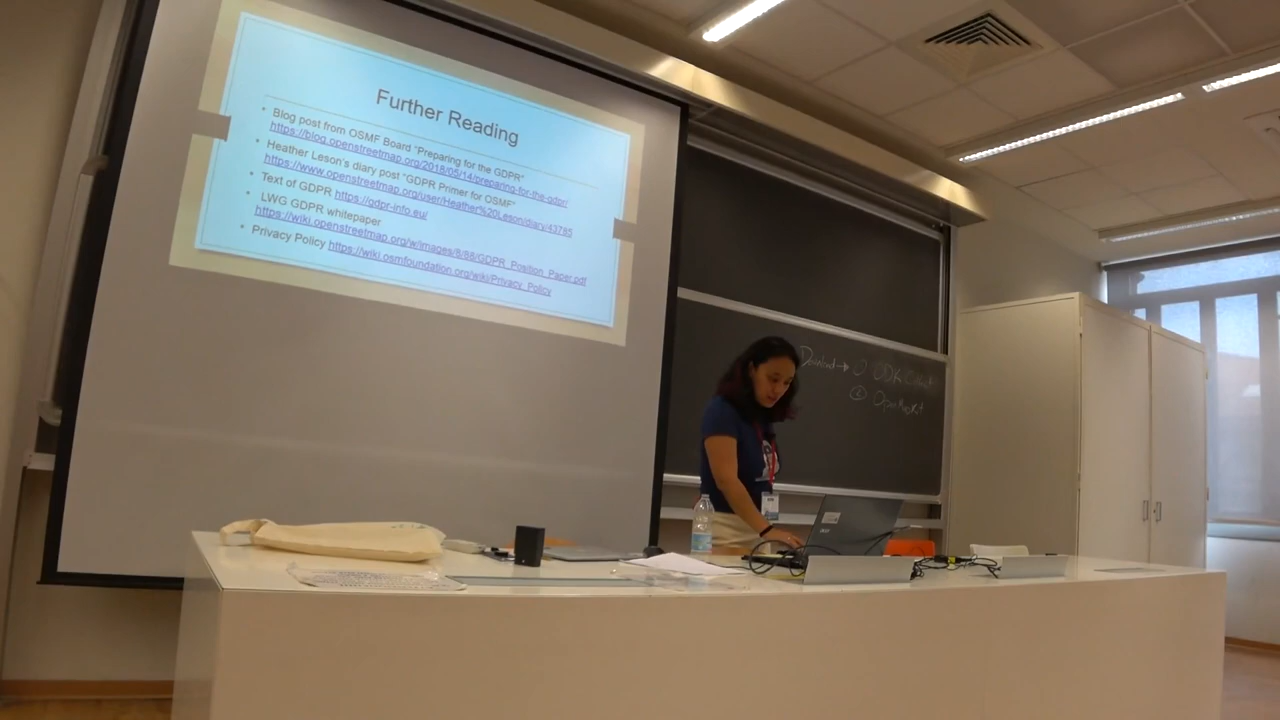 Further Reading
• Blog post from OSMF Board "Preparing for the GDPR"
https://blog.openstreetmap.org/2018/05/14/preparing-for-the-gdpr/
• Heather Leson's diary post "GDPR Primer for OSMF"
https://www.openstreetmap.org/user/Heather%20Leson/diary/43785
• Text of GDPR https://gdpr-info.eu/
• LWG GDPR whitepaper
https://wiki.openstreetmap.org/w/images/8/88/GDPR_Position_Paper.pdf
• Privacy Policy https://wiki.osmfoundation.org/wiki/Privacy_Policy
Download → ODK
②
acer